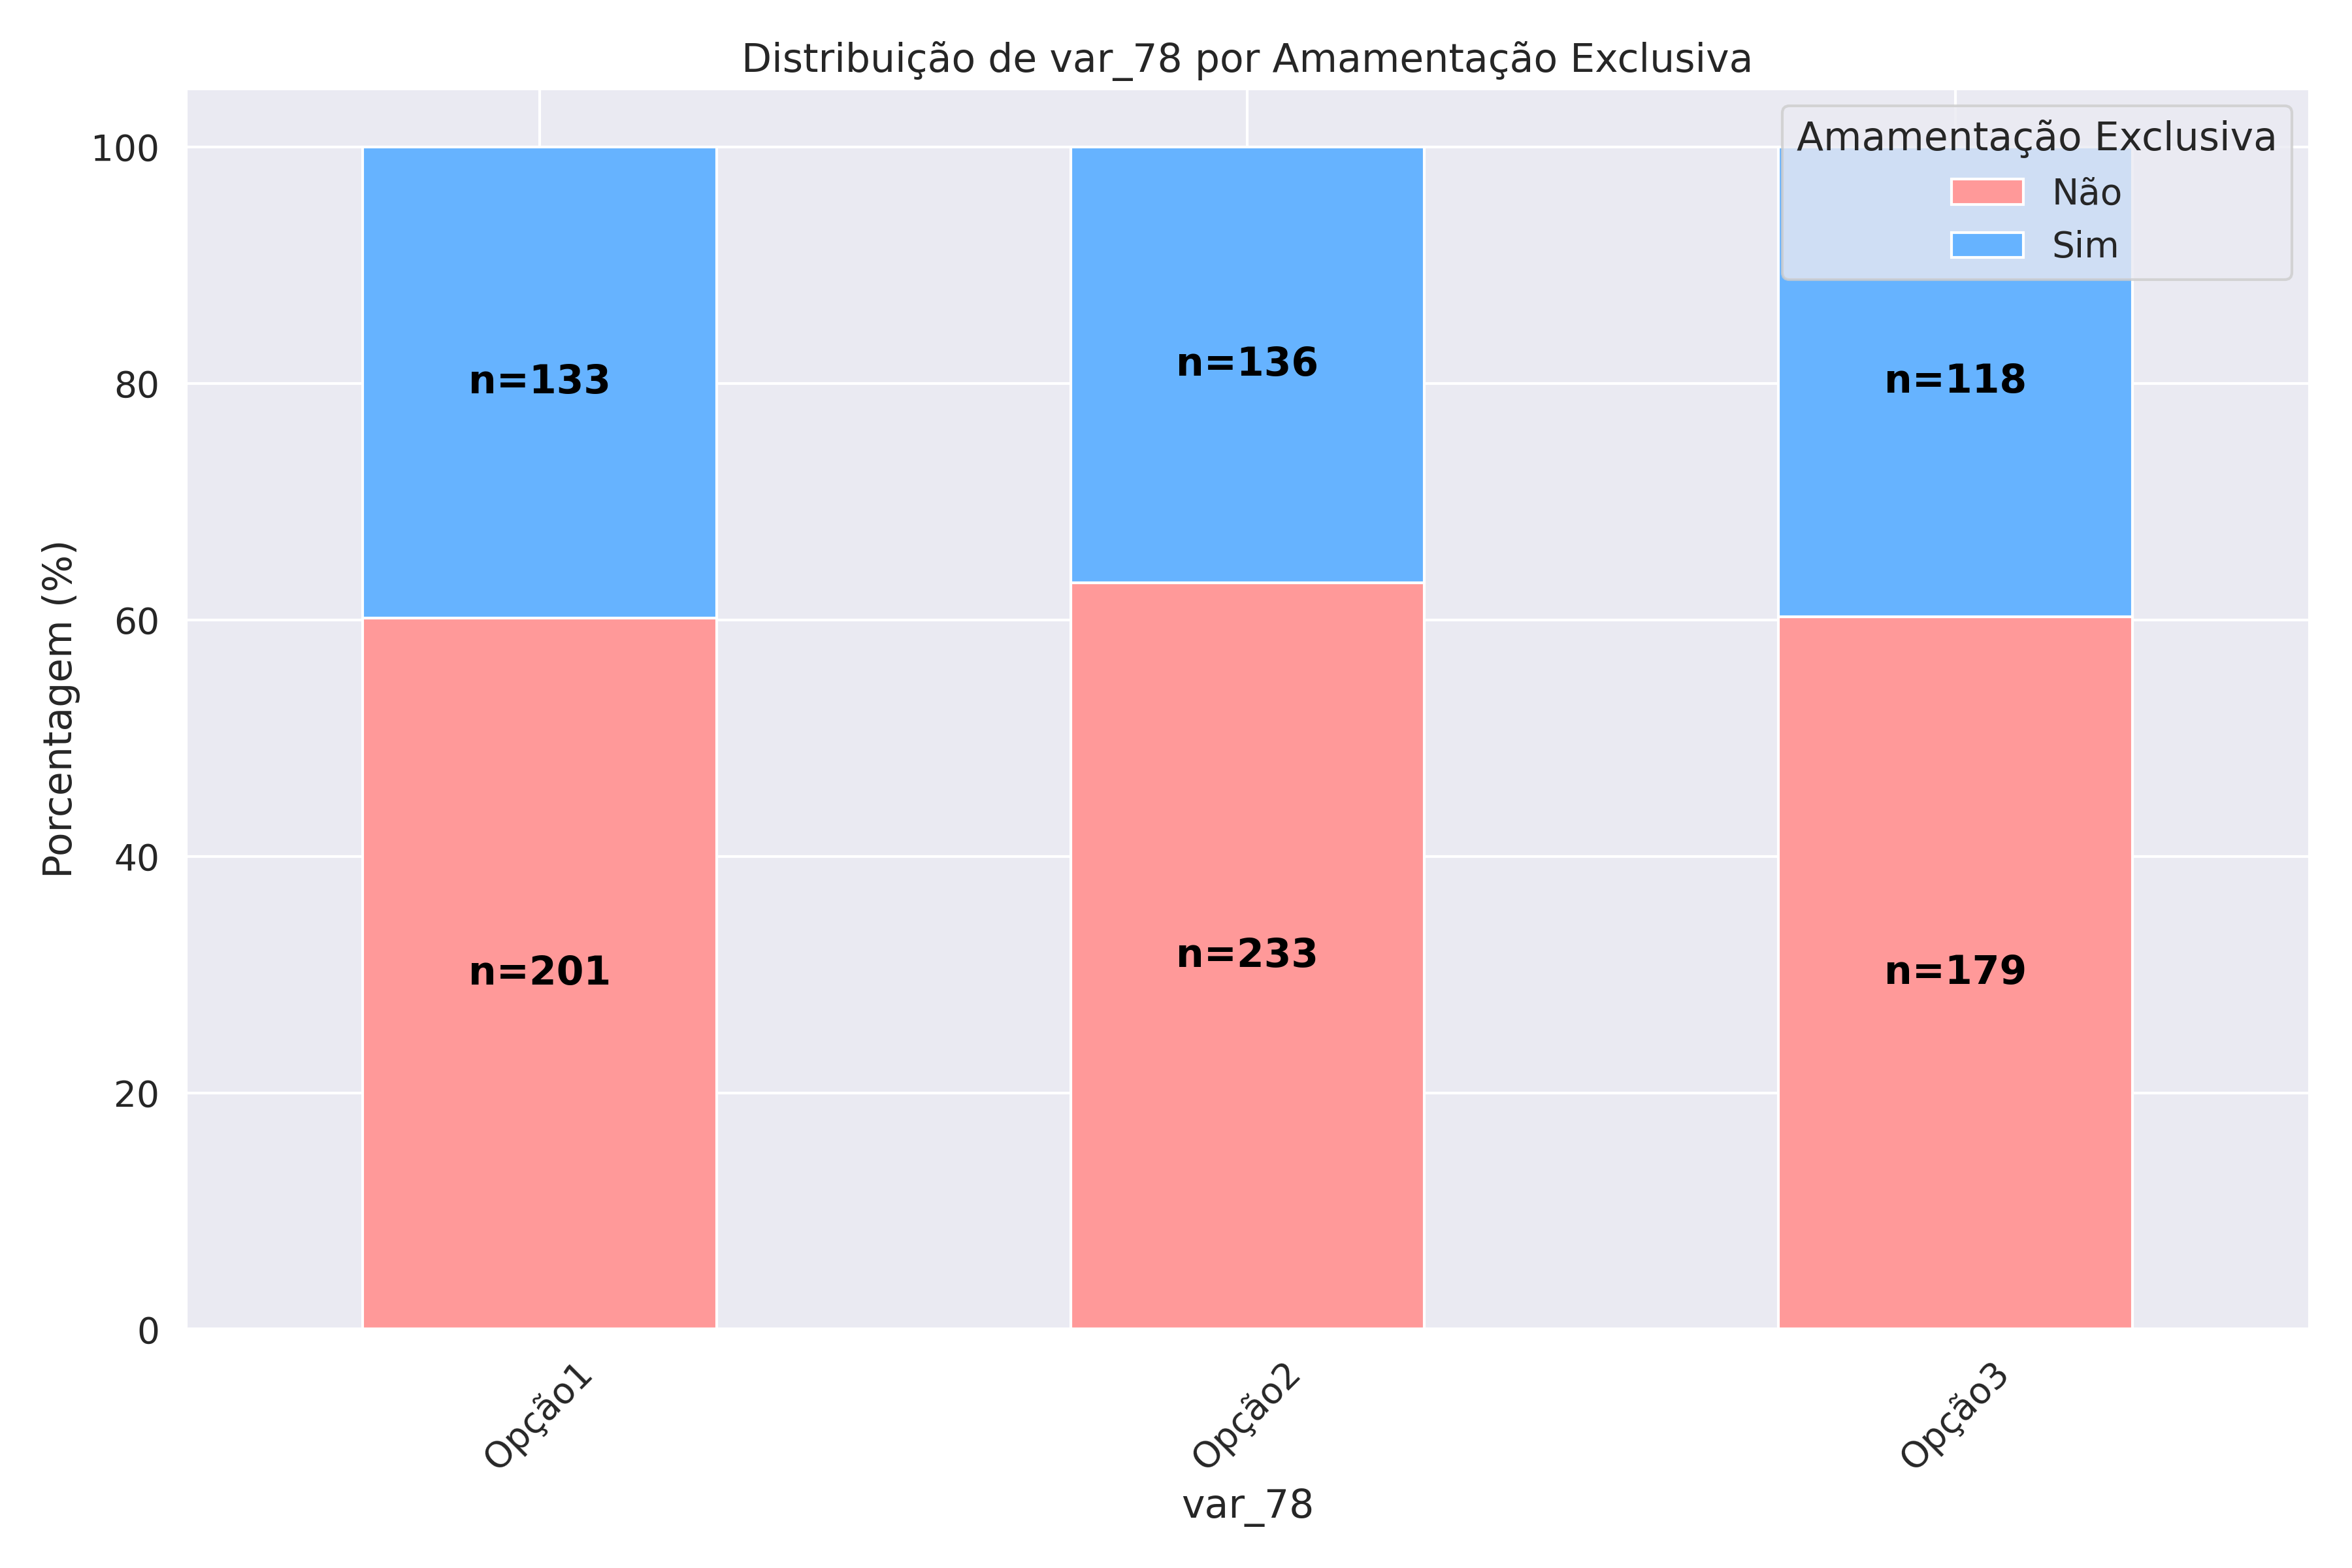 Distribuição de var_78 por Amamentação Exclusiva
Amamentação Exclusiva
Não
Sim
Porcentagem (%)
100
80
60
40
20
0
n=133
n=136
n=118
n=201
n=233
n=179
Opção1
Opção2
Opção3
var_78